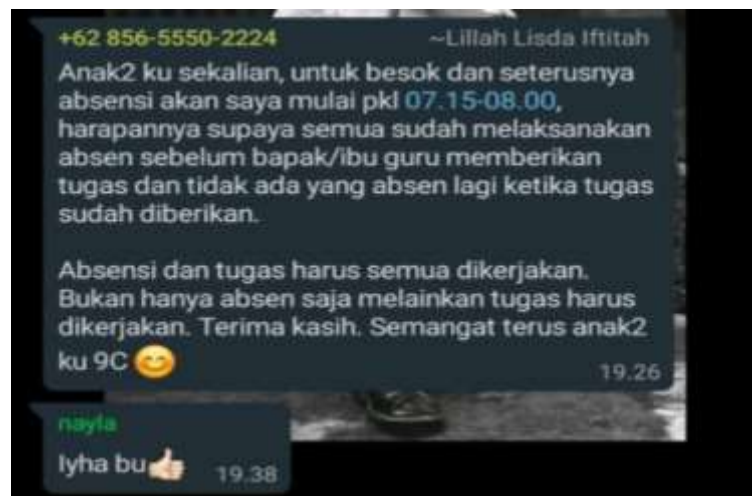 +62 856-5550-2224 ~Lillah Lisda Iftitah
Anak2 ku sekalian, untuk besok dan seterusnya
absensi akan saya mulai pkl 07.15-08.00,
harapannya supaya semua sudah melaksanakan
absen sebelum bapak/ibu guru memberikan
tugas dan tidak ada yang absen lagi ketika tugas
sudah diberikan.
Absensi dan tugas harus semua dikerjakan.
Bukan hanya absen saja melainkan tugas harus
dikerjakan. Terima kasih. Semangat terus anak2
ku 9C 😊 19.26
nayla
Iyha bu👍🏻 19.38